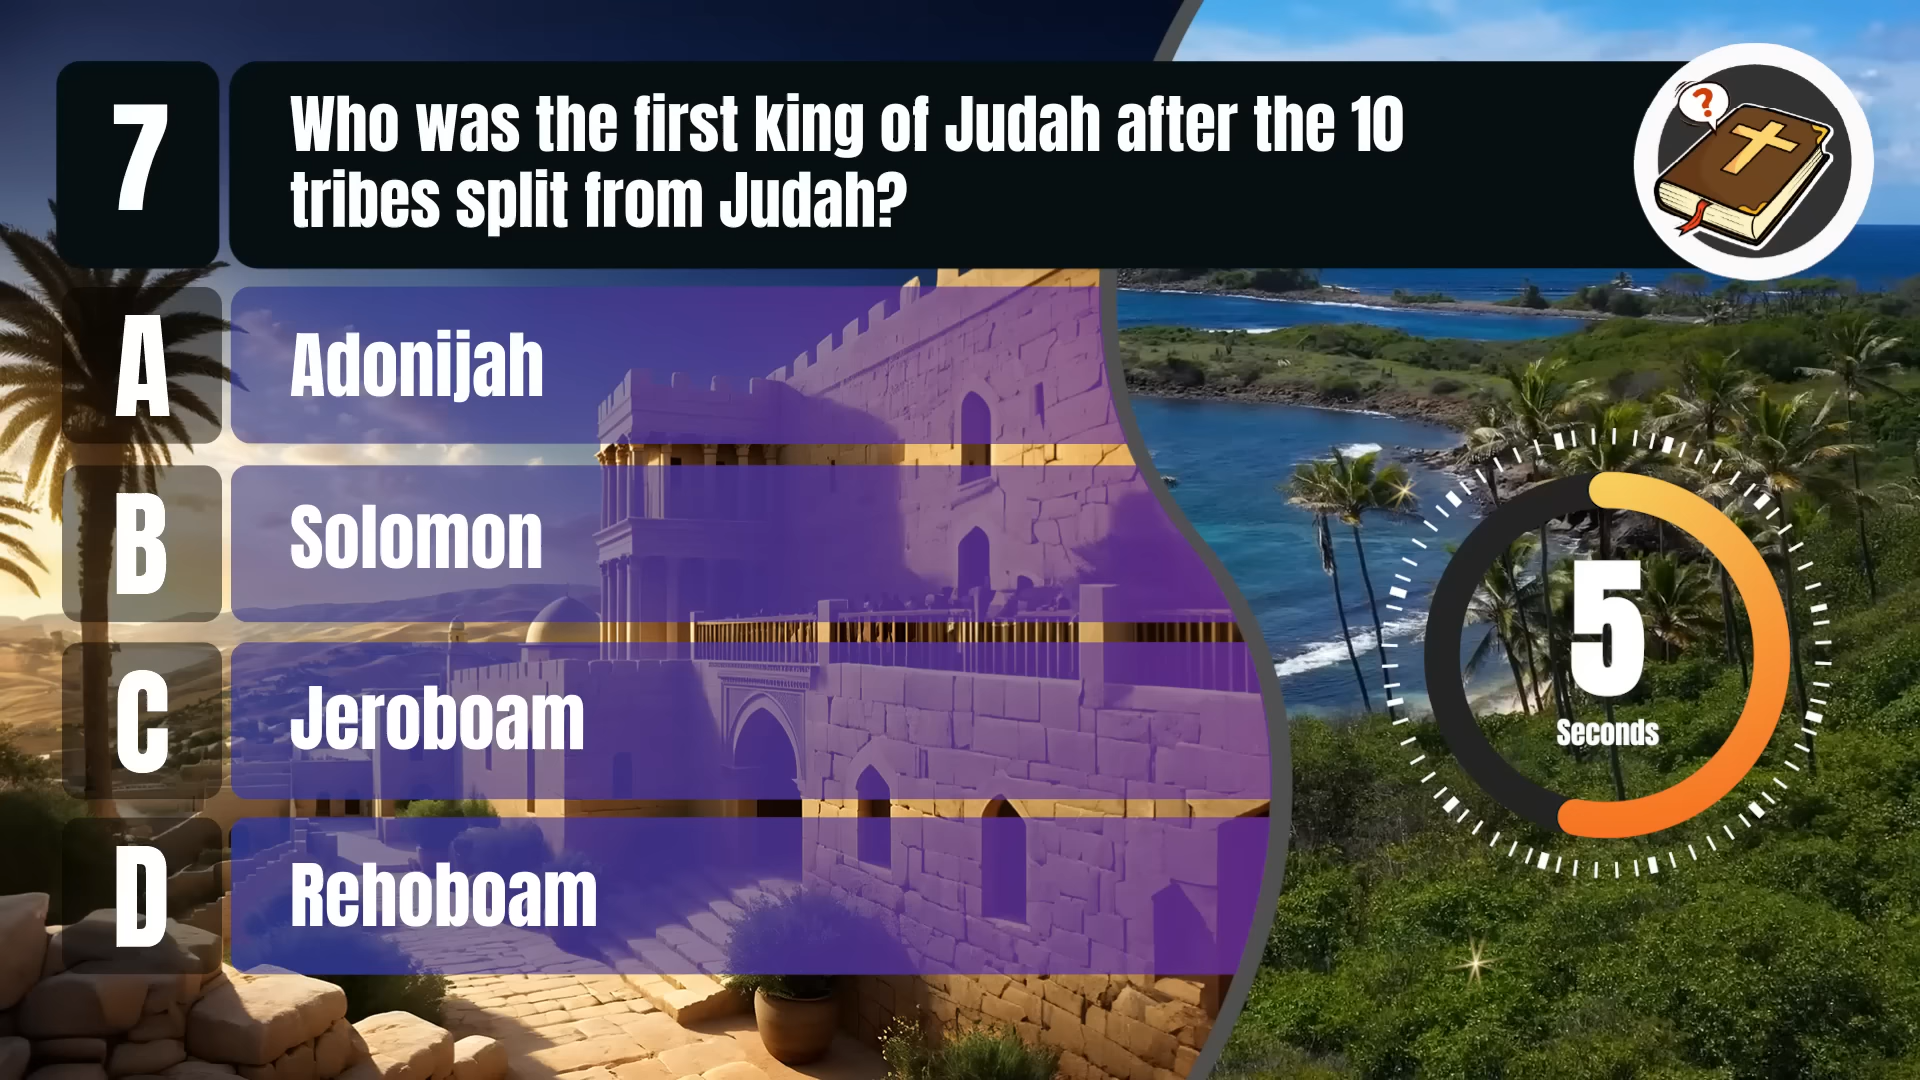 7
Who was the first king of Judah after the 10
tribes split from Judah?
?
A
Adonijah
B
Solomon
C
Jeroboam
D
Rehoboam
5
Seconds